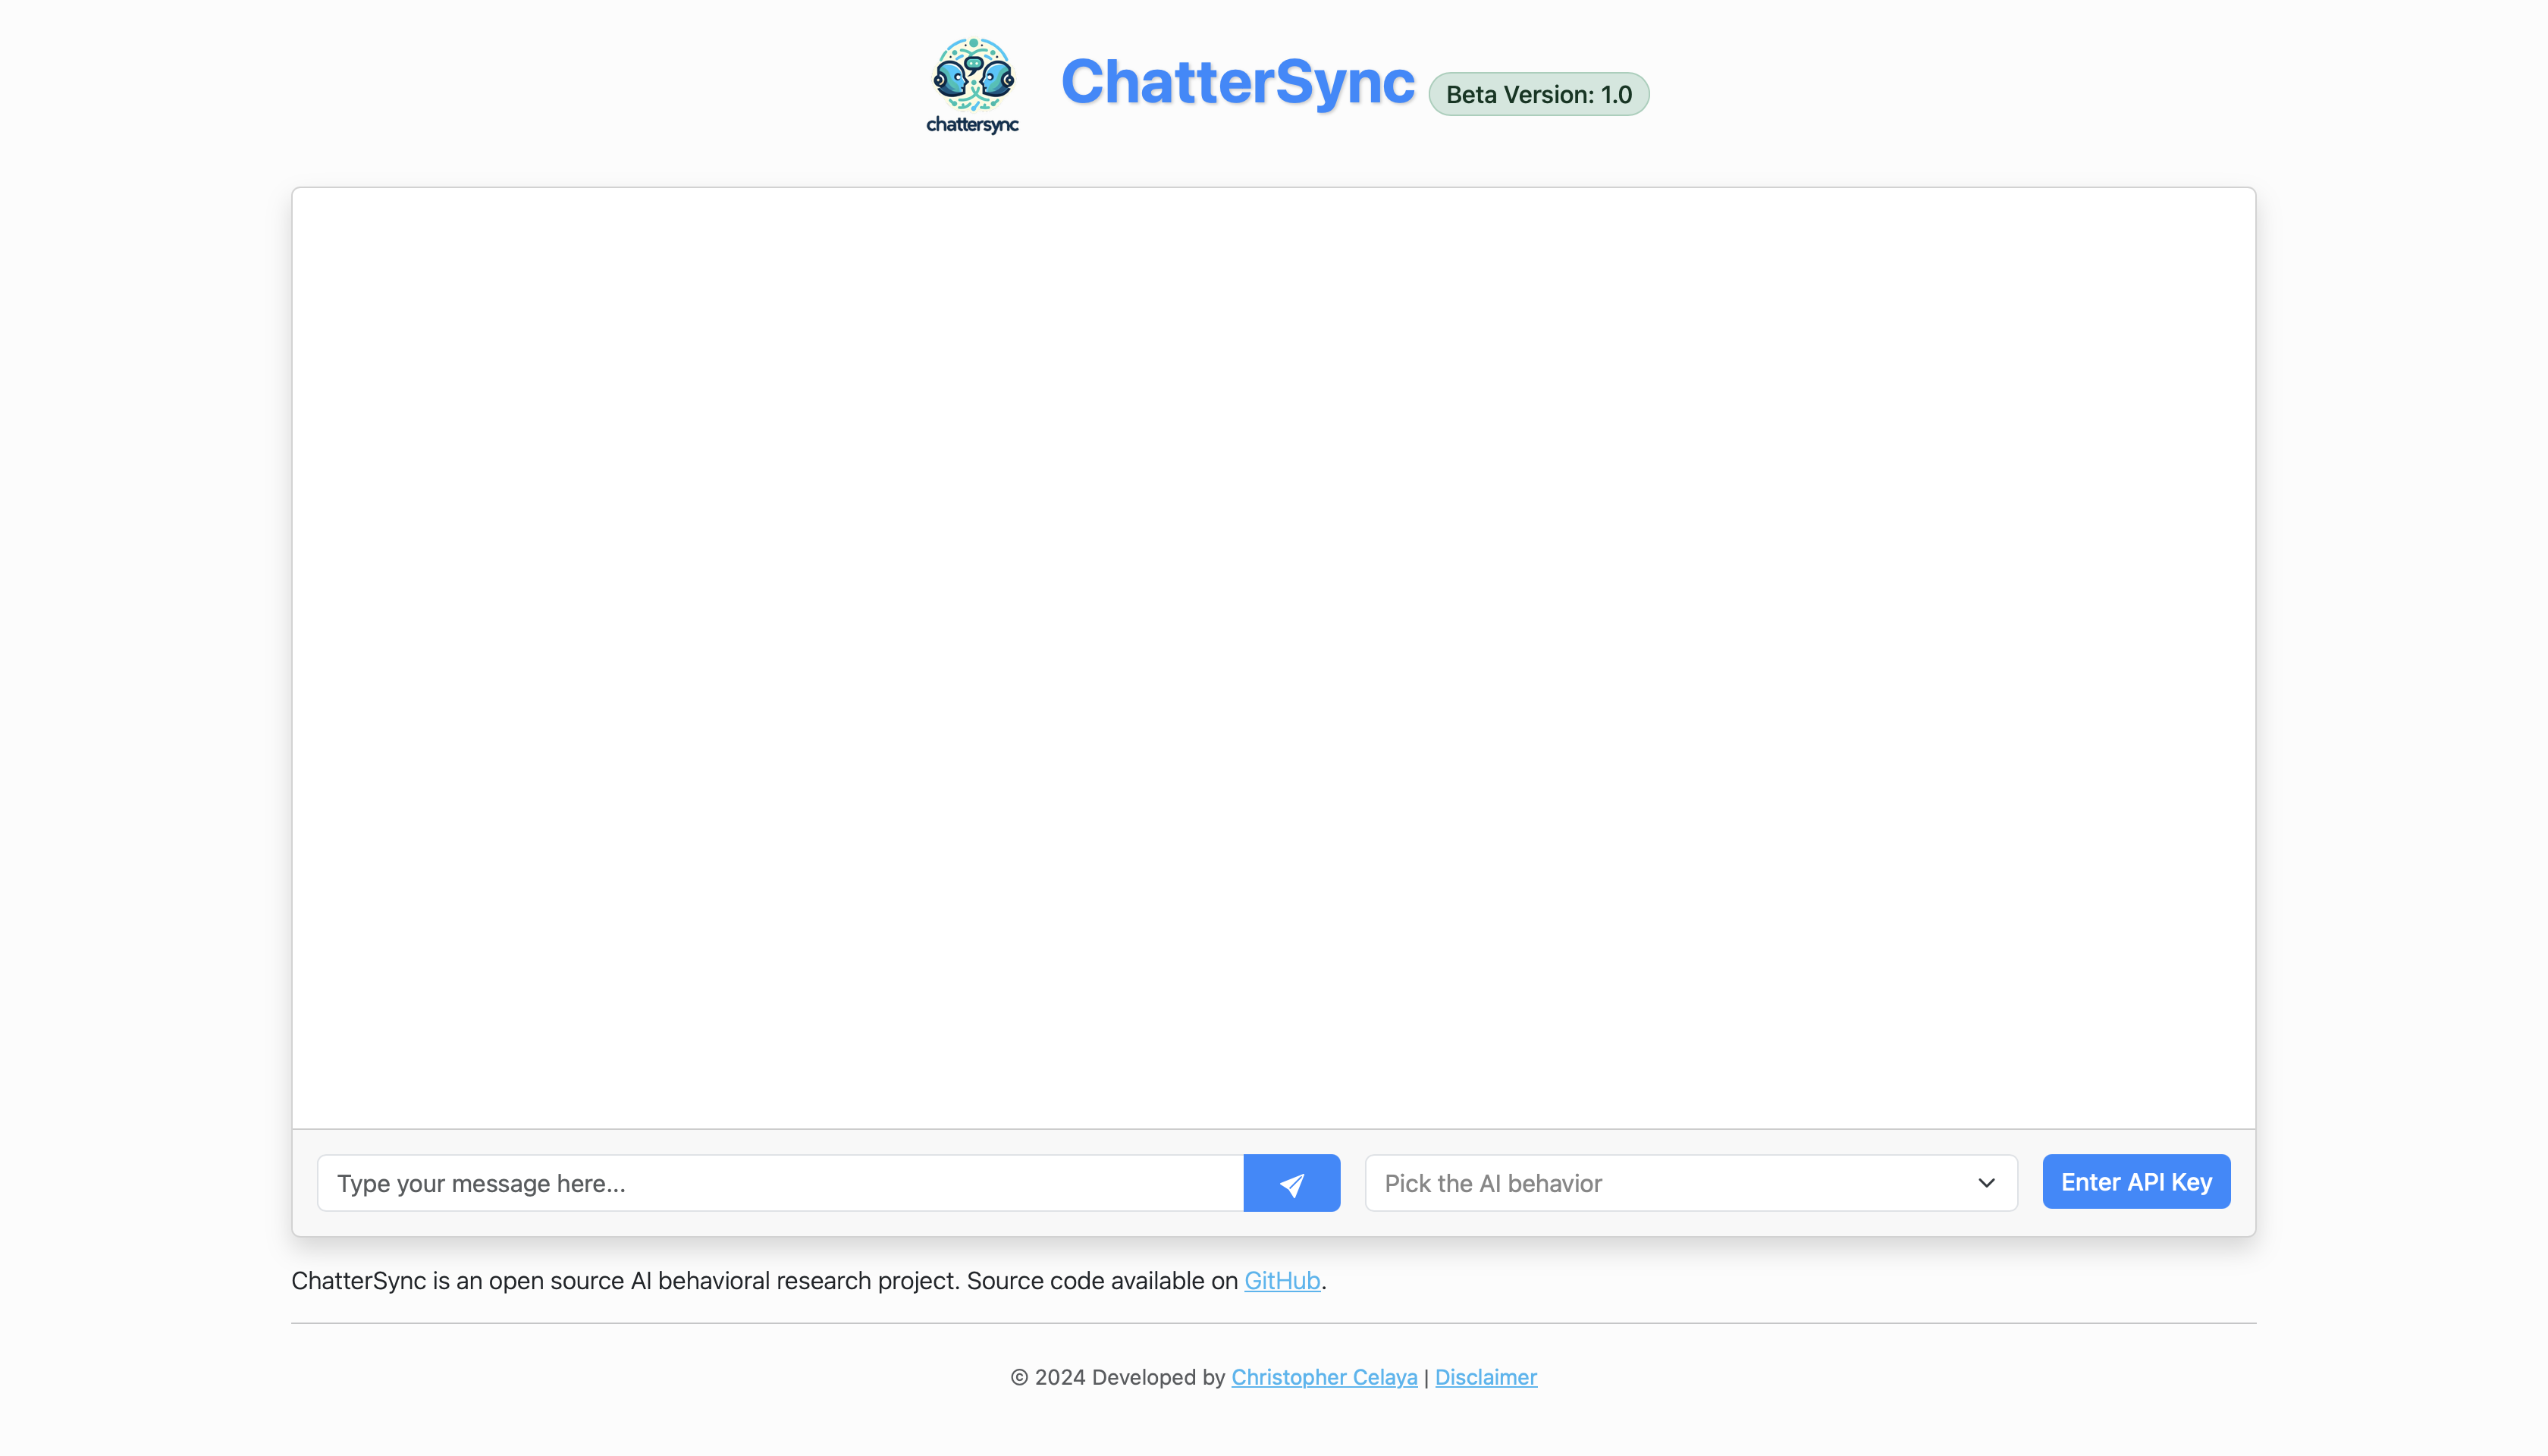 chattersync
ChatterSync
Beta Version: 1.0
Type your message here...
Pick the AI behavior
Enter API Key
ChatterSync is an open source AI behavioral research project. Source code available on GitHub.
© 2024 Developed by Christopher Celaya | Disclaimer